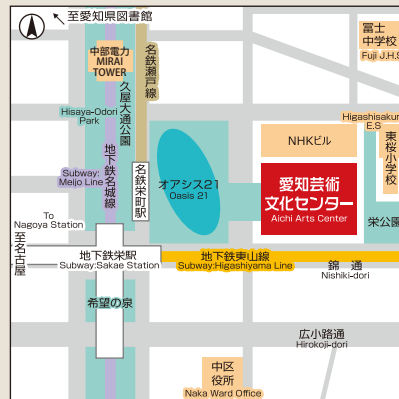 至愛知県図書館
冨士
中学校
Fuji J.H.S
中部電力
MIRAI
TOWER
名鉄瀬戸線
久屋大通公園
Hisaya-Odori
Park
Higashisakura
E.S
東桜小学校
NHKビル
地下鉄名城線
Subway:
Meijo Line
名鉄栄町駅
オアシス21
Oasis 21
愛知芸術
文化センター
Aichi Arts Center
栄公園
To
Nagoya Station
至名古屋
地下鉄栄駅
Subway:Sakae Station
地下鉄東山線
Subway:Higashiyama Line
錦通
Nishiki-dori
希望の泉
広小路通
Hirokoji-dori
中区
役所
Naka Ward Office